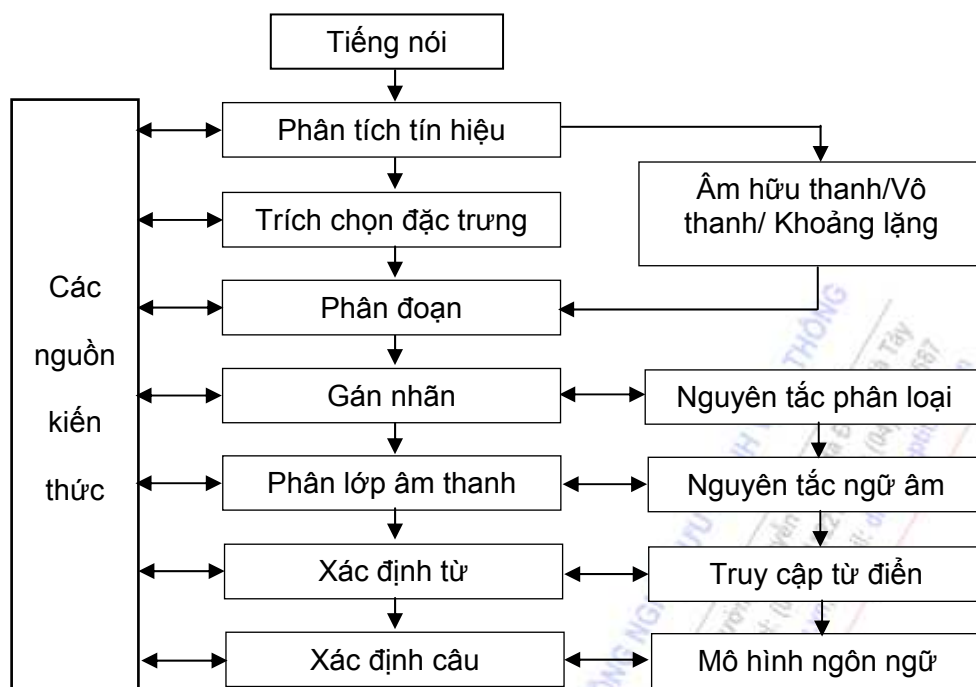 Tiếng nói
Phân tích tín hiệu
Âm hữu thanh/Vô
thanh/ Khoảng lặng
Trích chọn đặc trưng
Phân đoạn
Các
nguồn
kiến
thức
Gán nhãn
Nguyên tắc phân loại
Phân lớp âm thanh
Nguyên tắc ngữ âm
Xác định từ
Truy cập từ điển
Xác định câu
Mô hình ngôn ngữ
THÔNG